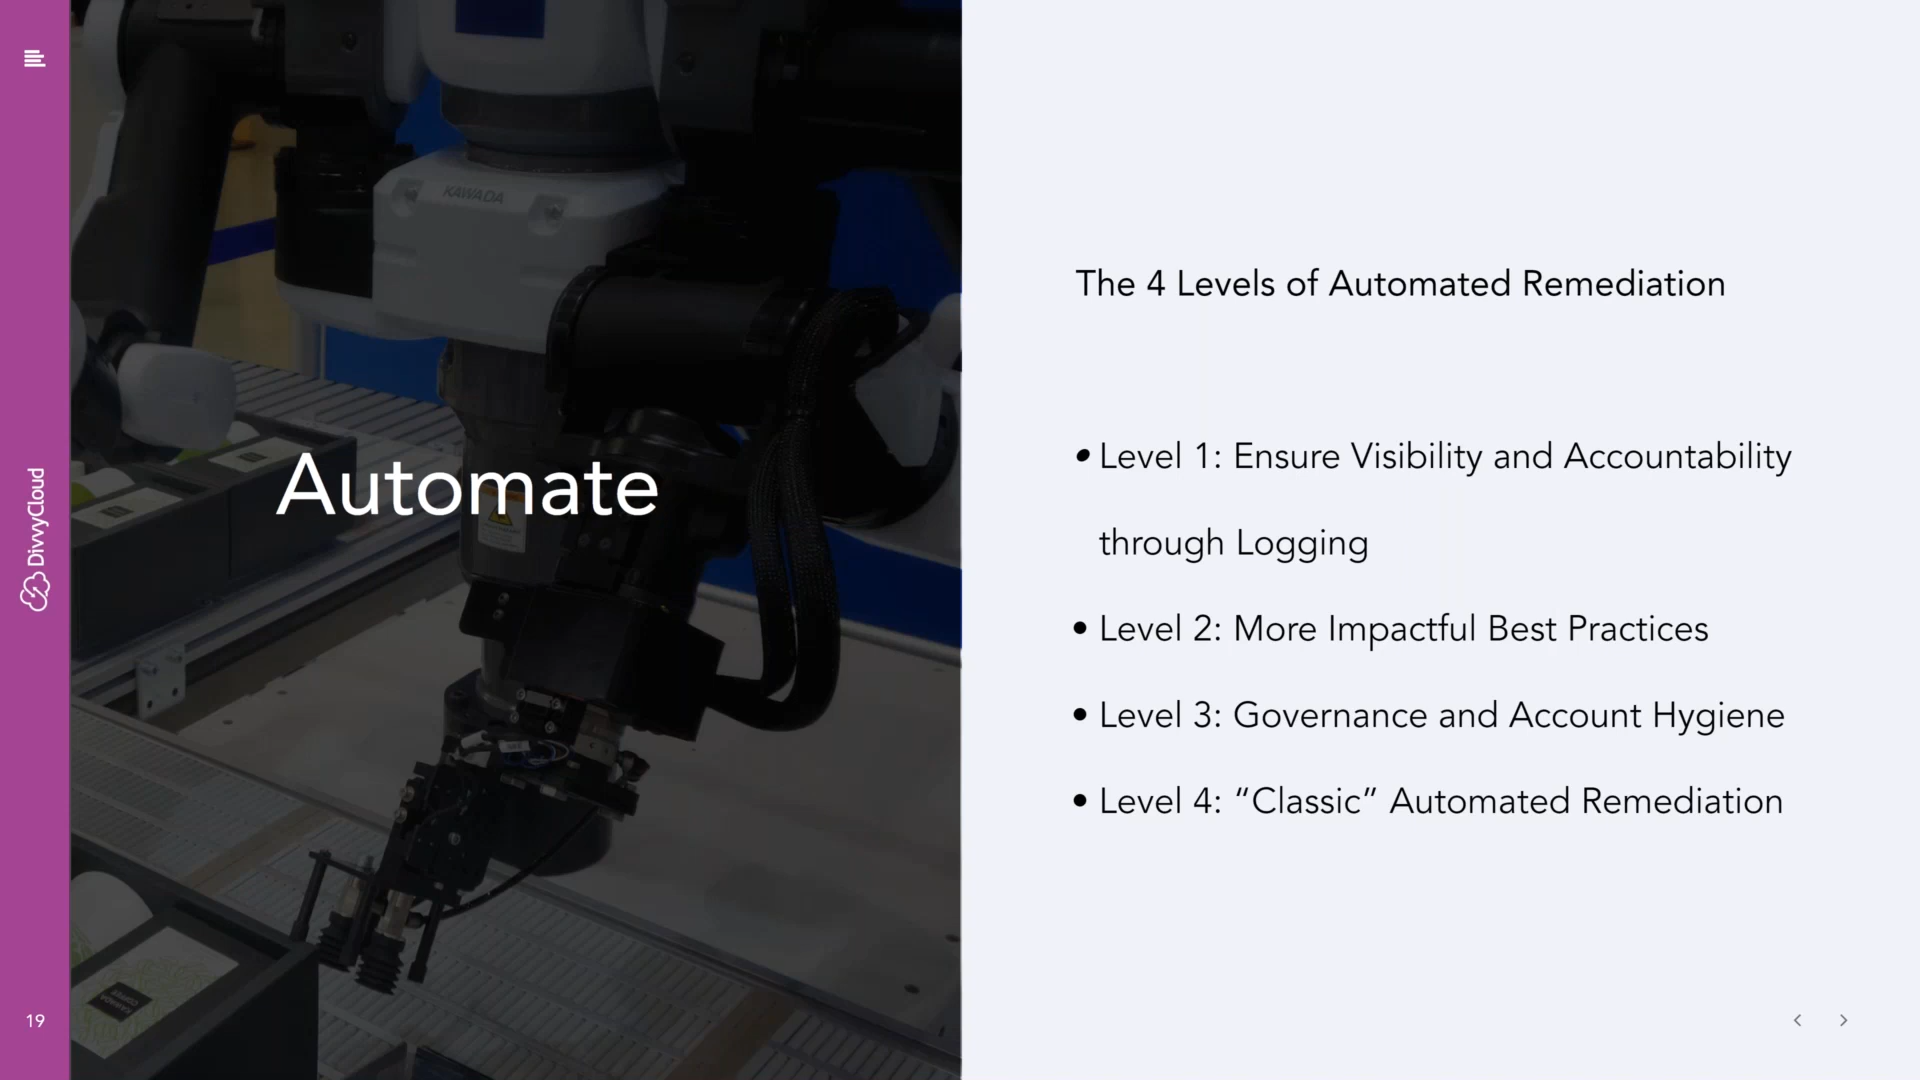 DivvyCloud
19
KAWADA
Automate
The 4 Levels of Automated Remediation
• Level 1: Ensure Visibility and Accountability
through Logging
• Level 2: More Impactful Best Practices
• Level 3: Governance and Account Hygiene
• Level 4: “Classic” Automated Remediation